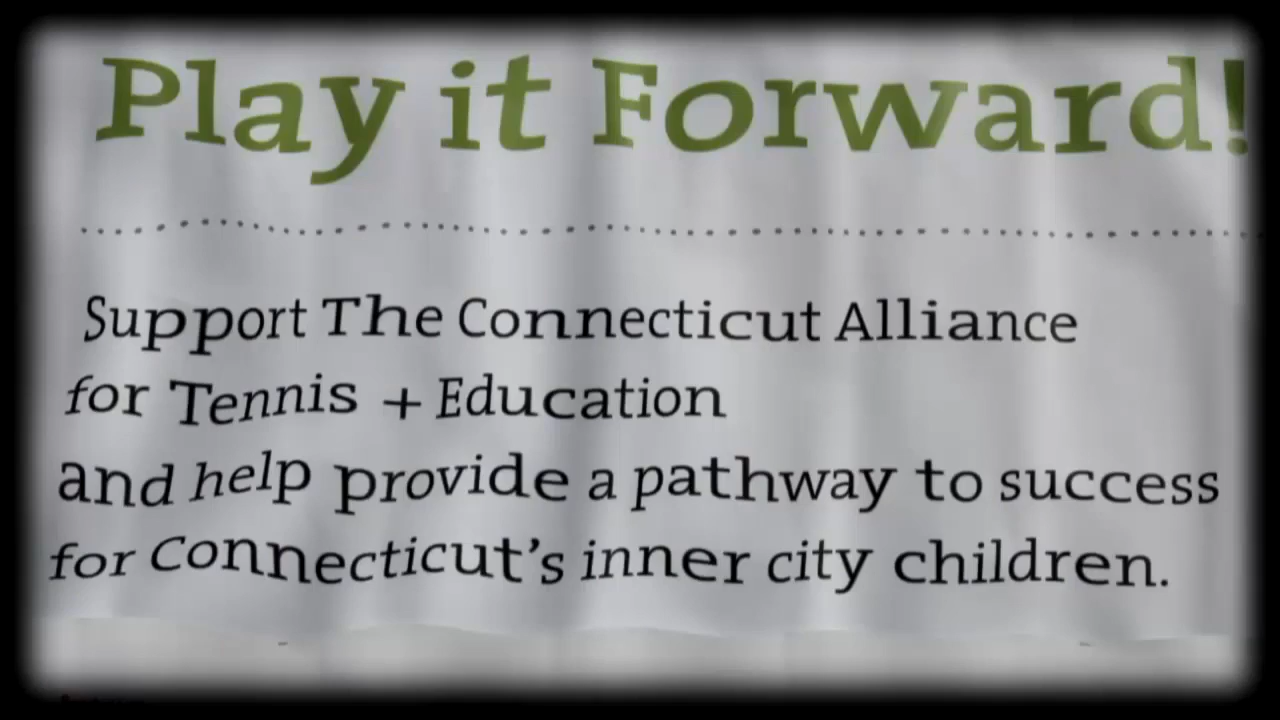 Play it Forward!
Support The Connecticut Alliance
for Tennis + Education
and help provide a pathway to success
for Connecticut's inner city children.